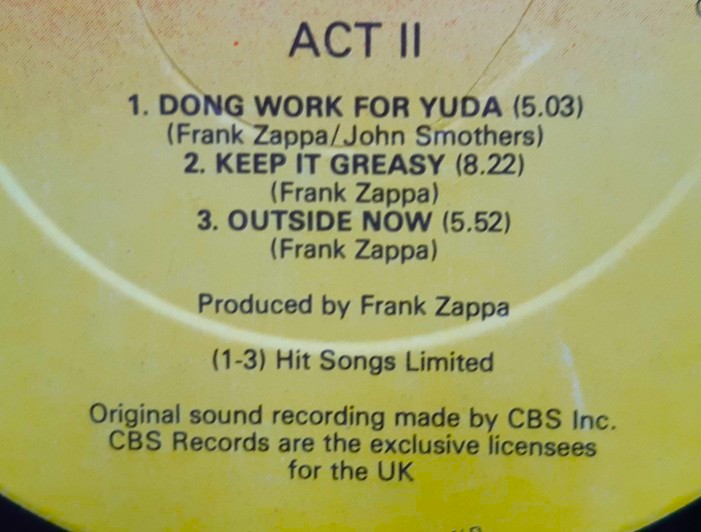 ACT II
1. DONG WORK FOR YUDA (5.03)
(Frank Zappa/John Smothers)
2. KEEP IT GREASY (8.22)
(Frank Zappa)
3. OUTSIDE NOW (5.52)
(Frank Zappa)
Produced by Frank Zappa
(1-3) Hit Songs Limited
Original sound recording made by CBS Inc.
CBS Records are the exclusive licensees
for the UK